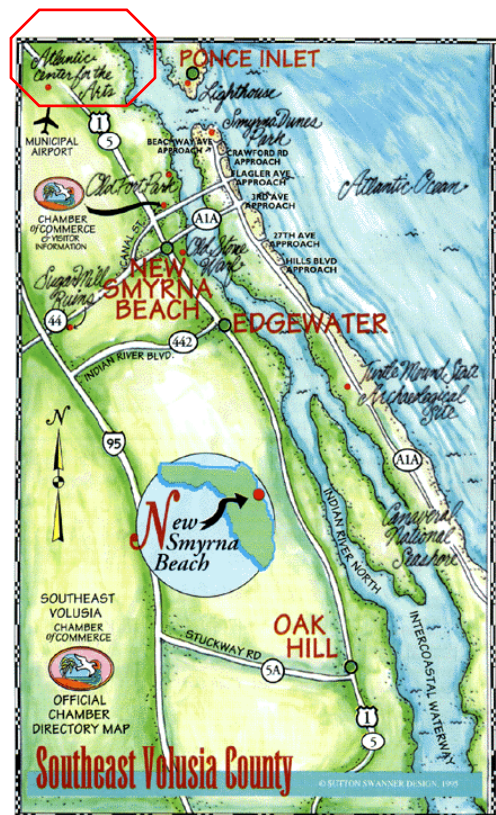 Atlantic
Center for the
Arts
PONCE INLET
Lighthouse
Smyrna Dunes
Park
1
5
MUNICIPAL
AIRPORT
BEACHWAY AVE
APPROACH
CRAWFORD RD
APPROACH
FLAGLER AVE
APPROACH
3RD AVE
APPROACH
Atlantic Ocean
Old Fort Park
CHAMBER
of COMMERCE
& VISITOR
INFORMATION
CANAL ST.
A1A
27TH AVE
APPROACH
HILLS BLVD
APPROACH
Old Stone
Wharf
NEW
SMYRNA
BEACH
Sugar Mill
Ruins
44
EDGEWATER
442
INDIAN RIVER BLVD.
Turtle Mound State
Archaeological
Site
N
95
A1A
New
Smyrna
Beach
Canaveral
National
Seashore
INDIAN RIVER NORTH
INTERCOASTAL WATERWAY
SOUTHEAST
VOLUSIA
CHAMBER
of COMMERCE
OAK
HILL
STUCKWAY RD
5A
OFFICIAL
CHAMBER
DIRECTORY MAP
1
5
Southeast Volusia County
© SUTTON SWANNER DESIGN, 1995